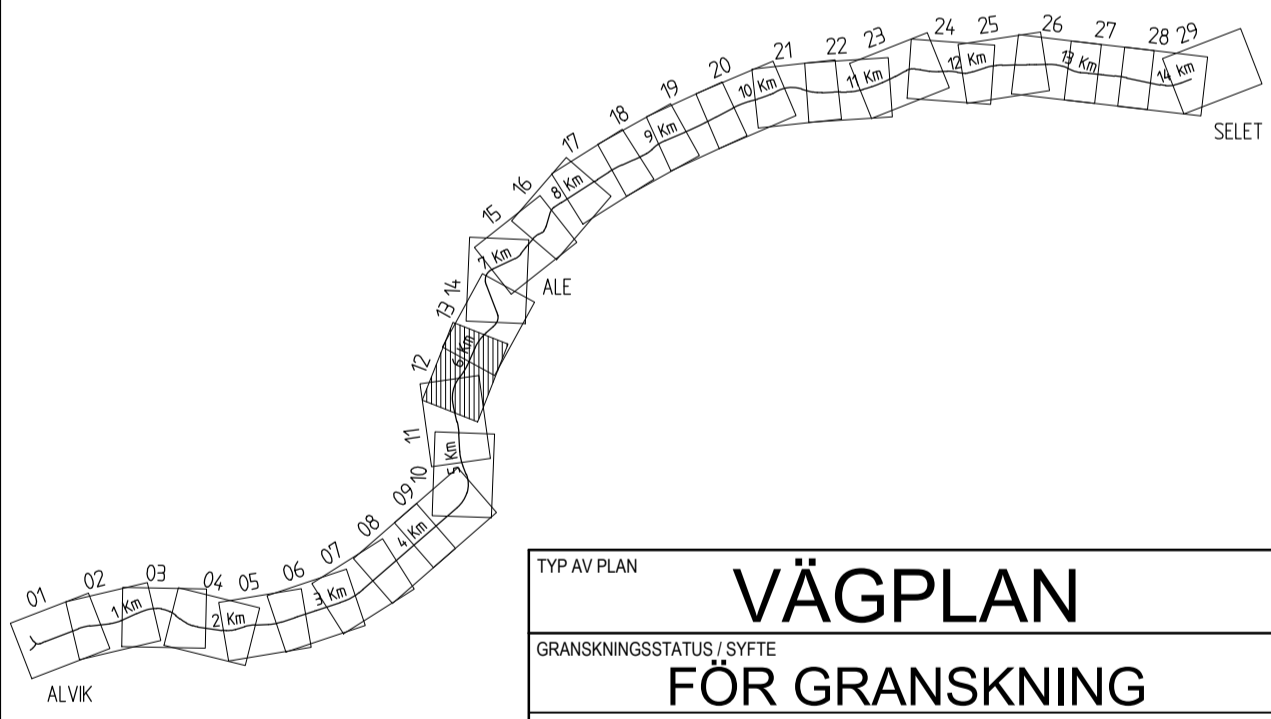 01
02
03
04
05
06
07
08
09
10
11
12
13
14
15
16
17
18
19
20
21
22
23
24
25
26
27
28
29
1 Km
2 Km
3 Km
4 Km
5 Km
6 Km
7 Km
8 Km
9 Km
10 Km
11 Km
12 Km
13 Km
14 Km
ALVIK
ALE
SELET
TYP AV PLAN
VÄGPLAN
GRANSKNINGSSTATUS / SYFTE
FÖR GRANSKNING